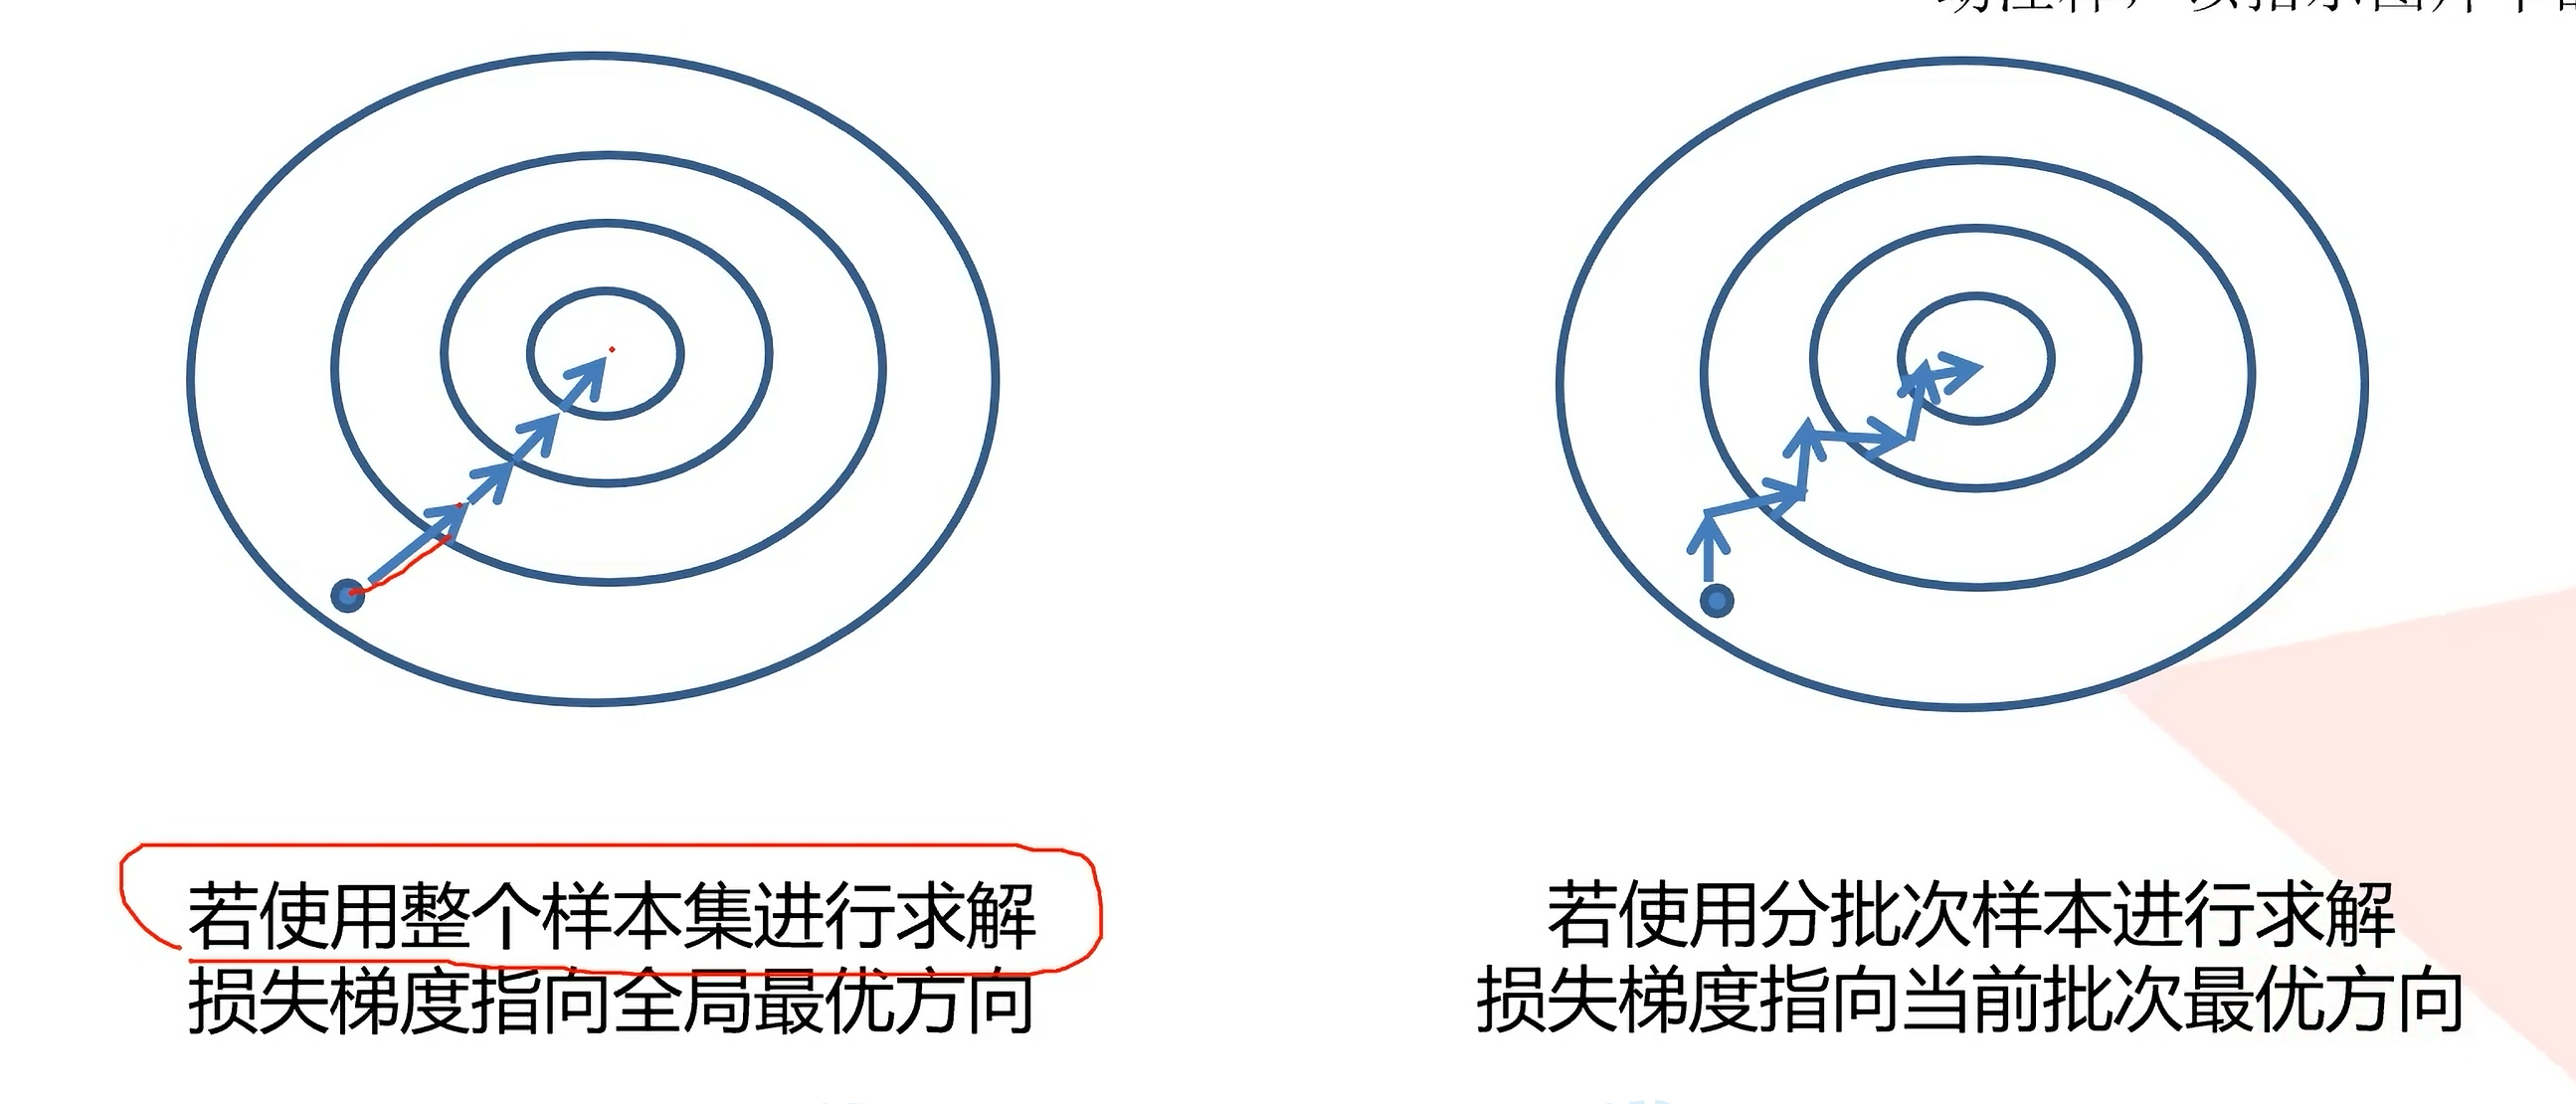 若使用整个样本集进行求解
损失梯度指向全局最优方向
若使用分批次样本进行求解
损失梯度指向当前批次最优方向